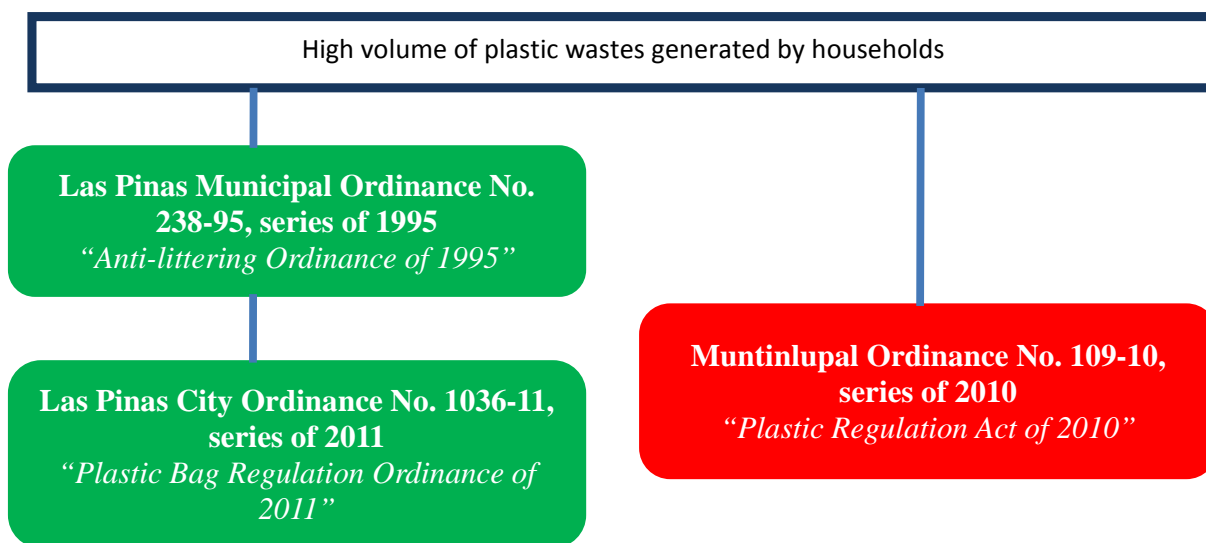 High volume of plastic wastes generated by households
Las Pinas Municipal Ordinance No.
238-95, series of 1995
“Anti-littering Ordinance of 1995”
Las Pinas City Ordinance No. 1036-11,
series of 2011
“Plastic Bag Regulation Ordinance of
2011”
Muntinlupal Ordinance No. 109-10,
series of 2010
“Plastic Regulation Act of 2010”